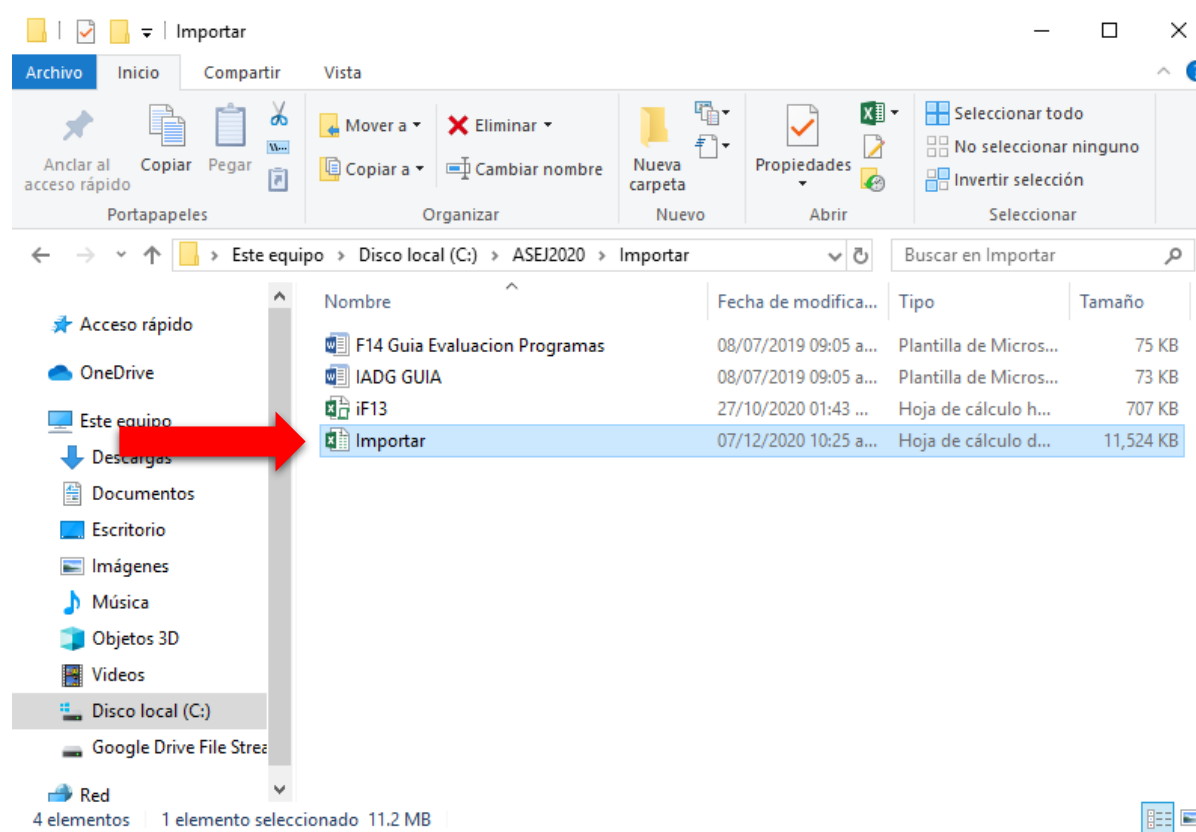 Importar
Archivo Inicio Compartir Vista
Anclar al acceso rápido
Copiar
Pegar
Portapapeles
Mover a
Copiar a
Eliminar
Cambiar nombre
Organizar
Nueva carpeta
Nuevo
Propiedades
Abrir
Seleccionar todo
No seleccionar ninguno
Invertir selección
Seleccionar
Este equipo > Disco local (C:) > ASEJ2020 > Importar
Buscar en Importar
Nombre Fecha de modifica... Tipo Tamaño
F14 Guia Evaluacion Programas 08/07/2019 09:05 a... Plantilla de Micros... 75 KB
IADG GUIA 08/07/2019 09:05 a... Plantilla de Micros... 73 KB
iF13 27/10/2020 01:43 ... Hoja de cálculo h... 707 KB
Importar 07/12/2020 10:25 a... Hoja de cálculo d... 11,524 KB
Acceso rápido
OneDrive
Este equipo
Descargas
Documentos
Escritorio
Imágenes
Música
Objetos 3D
Videos
Disco local (C:)
Google Drive File Strea
Red
4 elementos 1 elemento seleccionado 11.2 MB